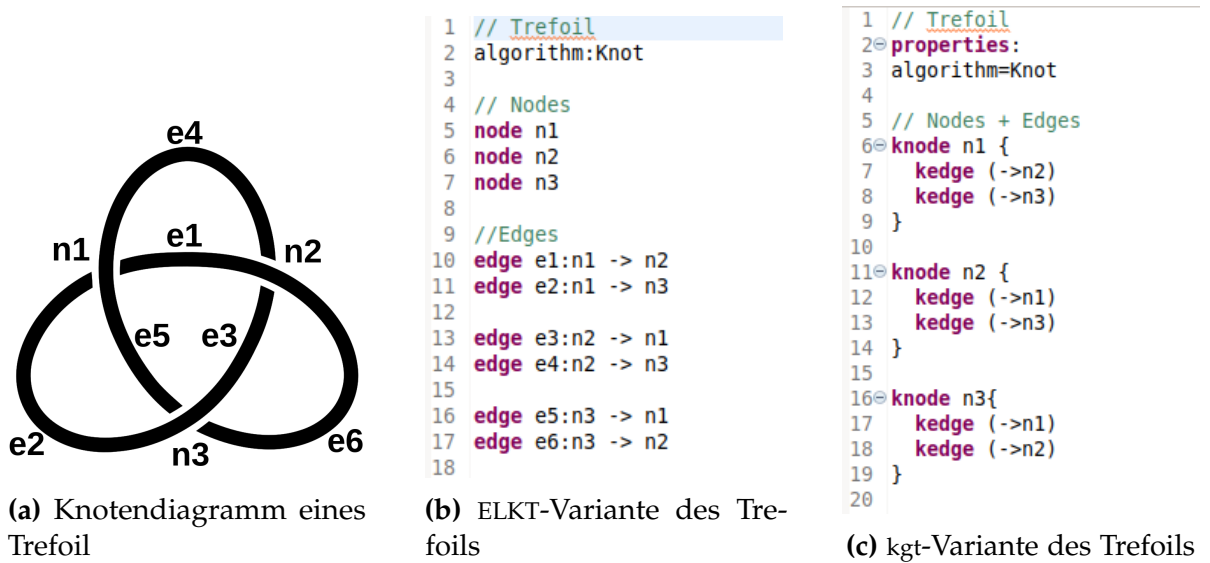 e4
n1
e1
n2
e5
e3
e2
n3
e6
(a) Knotendiagramm eines
Trefoil
1 // Trefoil
2 algorithm:Knot
3
4 // Nodes
5 node n1
6 node n2
7 node n3
8
9 //Edges
10 edge e1:n1 -> n2
11 edge e2:n1 -> n3
12
13 edge e3:n2 -> n1
14 edge e4:n2 -> n3
15
16 edge e5:n3 -> n1
17 edge e6:n3 -> n2
18
(b) ELKT-Variante des Tre-
foils
1 // Trefoil
2 properties:
3 algorithm=Knot
4
5 // Nodes + Edges
6 knode n1 {
7 kedge (->n2)
8 kedge (->n3)
9 }
10
11 knode n2 {
12 kedge (->n1)
13 kedge (->n3)
14 }
15
16 knode n3{
17 kedge (->n1)
18 kedge (->n2)
19 }
20
(c) kgt-Variante des Trefoils